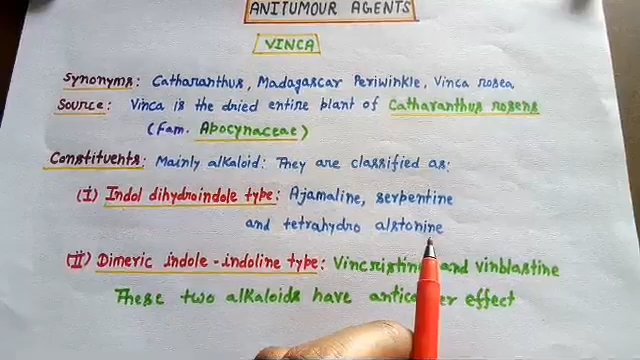 ANITUMOUR AGENTS
VINCA
Synonyms: Catharanthus, Madagascar Periwinkle, Vinca rosea
Source: Vinca is the dried entire plant of Catharanthus roseus
(Fam. Apocynaceae)
Constituents: Mainly alkaloid: They are classified as:
(i) Indol dihydroindole type: Ajamaline, serpentine
and tetrahydro alstonine
(ii) Dimeric indole-indoline type: Vincristin and vinblastine
These two alkaloids have effect